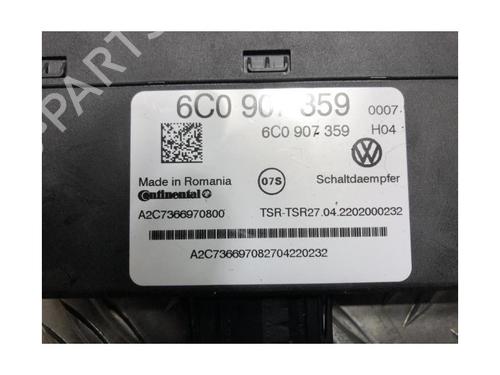 PARTS
6C0 907 359 0007
6C0 907 359 H04
Made in Romania 07S Schaltdaempfer
Continental
A2C7366970800 TSR-TSR27.04.2202000232
A2C736697082704220232